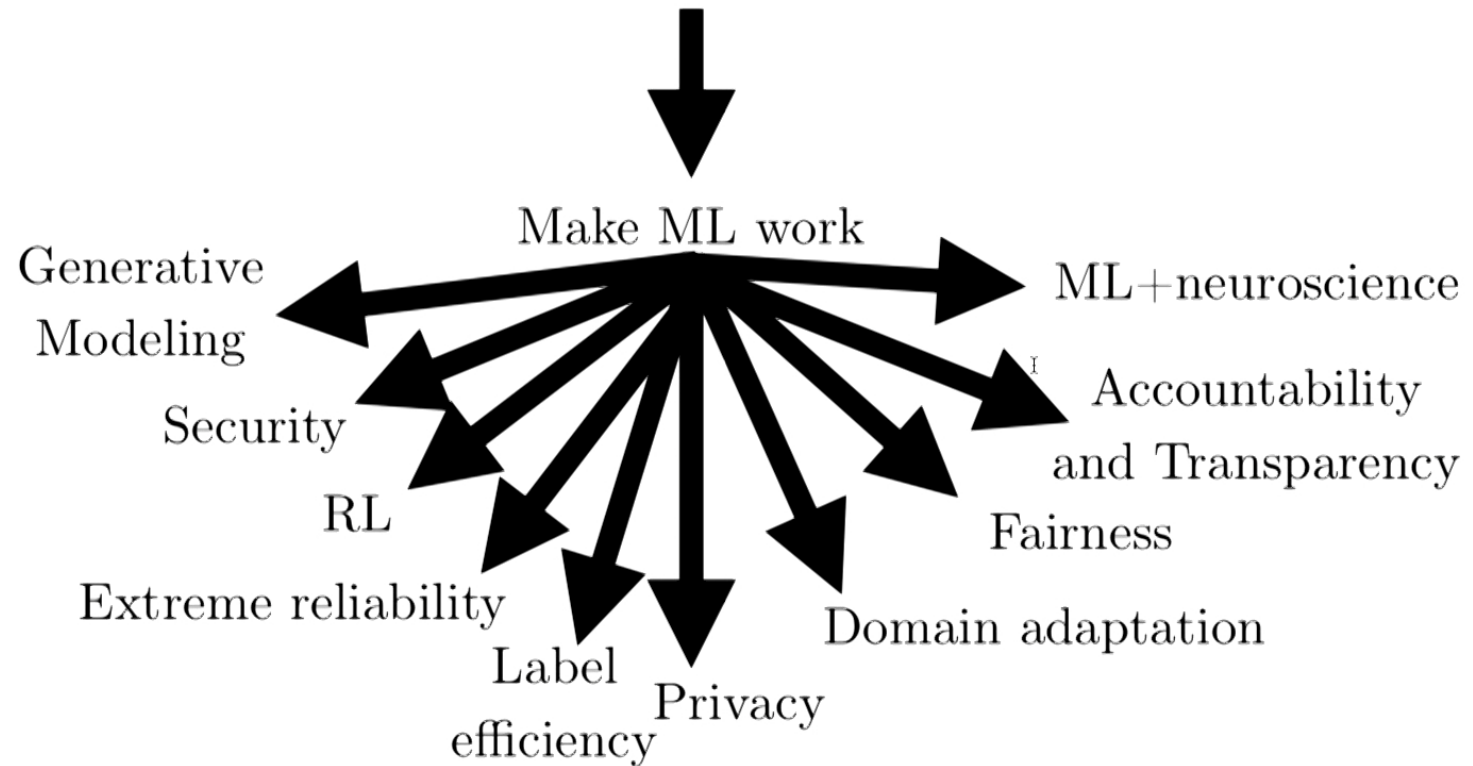 Make ML work
Generative
Modeling
Security
RL
Extreme reliability
Label
efficiency
Privacy
Domain adaptation
Fairness
Accountability
and Transparency
ML+neuroscience